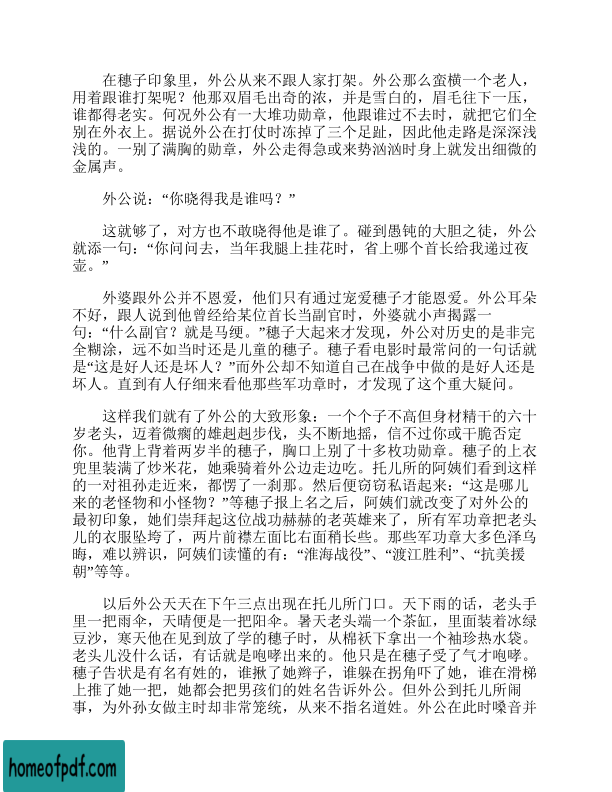 在穗子印象里，外公从来不跟人家打架。外公那么蛮横一个老人，
用着跟谁打架呢？他那双眉毛出奇的浓，并是雪白的，眉毛往下一压，
谁都得老实。何况外公有一大堆功勋章，他跟谁过不去时，就把它们全
别在外衣上。据说外公在打仗时冻掉了三个足趾，因此他走路是深深浅
浅的。一别了满胸的勋章，外公走得急或来势汹汹时身上就发出细微的
金属声。
外公说：“你晓得我是谁吗？”
这就够了，对方也不敢晓得他是谁了。碰到愚钝的大胆之徒，外公
就添一句：“你问问去，当年我腿上挂花时，省上哪个首长给我递过夜
壶。”
外婆跟外公并不恩爱，他们只有通过宠爱穗子才能恩爱。外公耳朵
不好，跟人说到他曾经给某位首长当副官时，外婆就小声揭露一
句：“什么副官？就是马绠。”穗子大起来才发现，外公对历史的是非完
全糊涂，远不如当时还是儿童的穗子。穗子看电影时最常问的一句话就
是“这是好人还是坏人？”而外公却不知道自己在战争中做的是好人还是
坏人。直到有人仔细来看他那些军功章时，才发现了这个重大疑问。
这样我们就有了外公的大致形象：一个个子不高但身材精干的六十
岁老头，迈着微瘸的雄赳赳步伐，头不断地摇，信不过你或干脆否定
你。他背上背着两岁半的穗子，胸口上别了十多枚功勋章。穗子的上衣
兜里装满了炒米花，她乘骑着外公边走边吃。托儿所的阿姨们看到这样
的一对祖孙走近来，都愣了一刹那。然后便窃窃私语起来：“这是哪儿
来的老怪物和小怪物？”等穗子报上名之后，阿姨们就改变了对外公的
最初印象，她们崇拜起这位战功赫赫的老英雄来了，所有军功章把老头
儿的衣服坠垮了，两片前襟左面比右面稍长些。那些军功章大多色泽乌
晦，难以辨识，阿姨们读懂的有：“淮海战役”、“渡江胜利”、“抗美援
朝”等等。
以后外公天天在下午三点出现在托儿所门口。天下雨的话，老头手
里一把雨伞，天晴便是一把阳伞。暑天老头端一个茶缸，里面装着冰绿
豆沙，寒天他在见到放了学的穗子时，从棉袄下拿出一个袖珍热水袋。
老头儿没什么话，有话就是咆哮出来的。他只是在穗子受了气才咆哮。
穗子告状是有名有姓的，谁揪了她辫子，谁躲在拐角吓了她，谁在滑梯
上推了她一把，她都会把男孩们的姓名告诉外公。但外公到托儿所闹
事，为外孙女做主时却非常笼统，从来不指名道姓。外公在此时嗓音并
homeofpdf.com